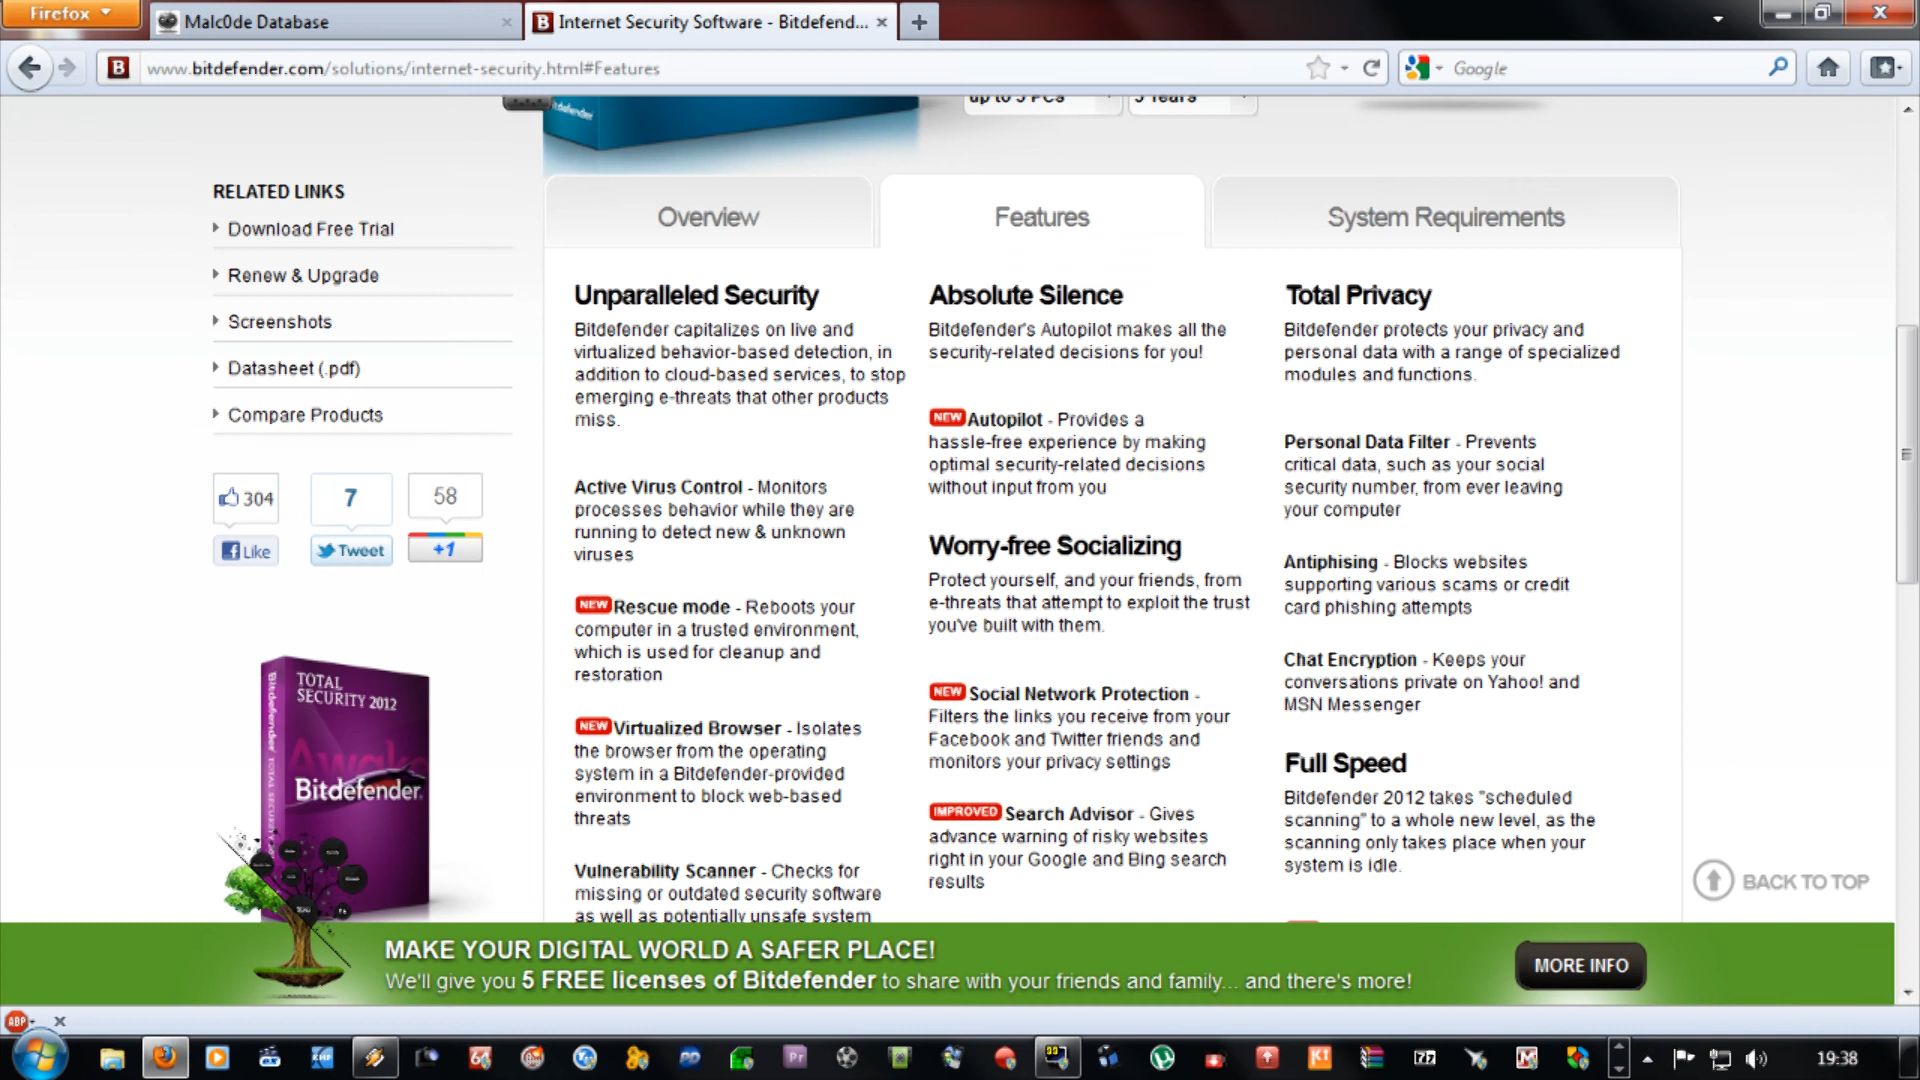 Firefox
Malc0de Database
Internet Security Software - Bitdefend...
www.bitdefender.com/solutions/internet-security.html#Features
Google
Bitdefender
up to 3 PCs
3 Years
RELATED LINKS
Download Free Trial
Renew & Upgrade
Screenshots
Datasheet (.pdf)
Compare Products
304
7
58
Like
Tweet
+1
TOTAL
SECURITY 2012
Awake
Bitdefender
Bitdefender
Overview
Features
System Requirements
Unparalleled Security
Bitdefender capitalizes on live and
virtualized behavior-based detection, in
addition to cloud-based services, to stop
emerging e-threats that other products
miss.
Active Virus Control - Monitors
processes behavior while they are
running to detect new & unknown
viruses
NEW Rescue mode - Reboots your
computer in a trusted environment,
which is used for cleanup and
restoration
NEW Virtualized Browser - Isolates
the browser from the operating
system in a Bitdefender-provided
environment to block web-based
threats
Vulnerability Scanner - Checks for
missing or outdated security software
as well as potentially unsafe system
Absolute Silence
Bitdefender's Autopilot makes all the
security-related decisions for you!
NEW Autopilot - Provides a
hassle-free experience by making
optimal security-related decisions
without input from you
Worry-free Socializing
Protect yourself, and your friends, from
e-threats that attempt to exploit the trust
you've built with them.
NEW Social Network Protection -
Filters the links you receive from your
Facebook and Twitter friends and
monitors your privacy settings
IMPROVED Search Advisor - Gives
advance warning of risky websites
right in your Google and Bing search
results
Total Privacy
Bitdefender protects your privacy and
personal data with a range of specialized
modules and functions.
Personal Data Filter - Prevents
critical data, such as your social
security number, from ever leaving
your computer
Antiphising - Blocks websites
supporting various scams or credit
card phishing attempts
Chat Encryption - Keeps your
conversations private on Yahoo! and
MSN Messenger
Full Speed
Bitdefender 2012 takes "scheduled
scanning" to a whole new level, as the
scanning only takes place when your
system is idle.
BACK TO TOP
MAKE YOUR DIGITAL WORLD A SAFER PLACE!
We'll give you 5 FREE licenses of Bitdefender to share with your friends and family... and there's more!
MORE INFO
ABP
64
Pr
19:38